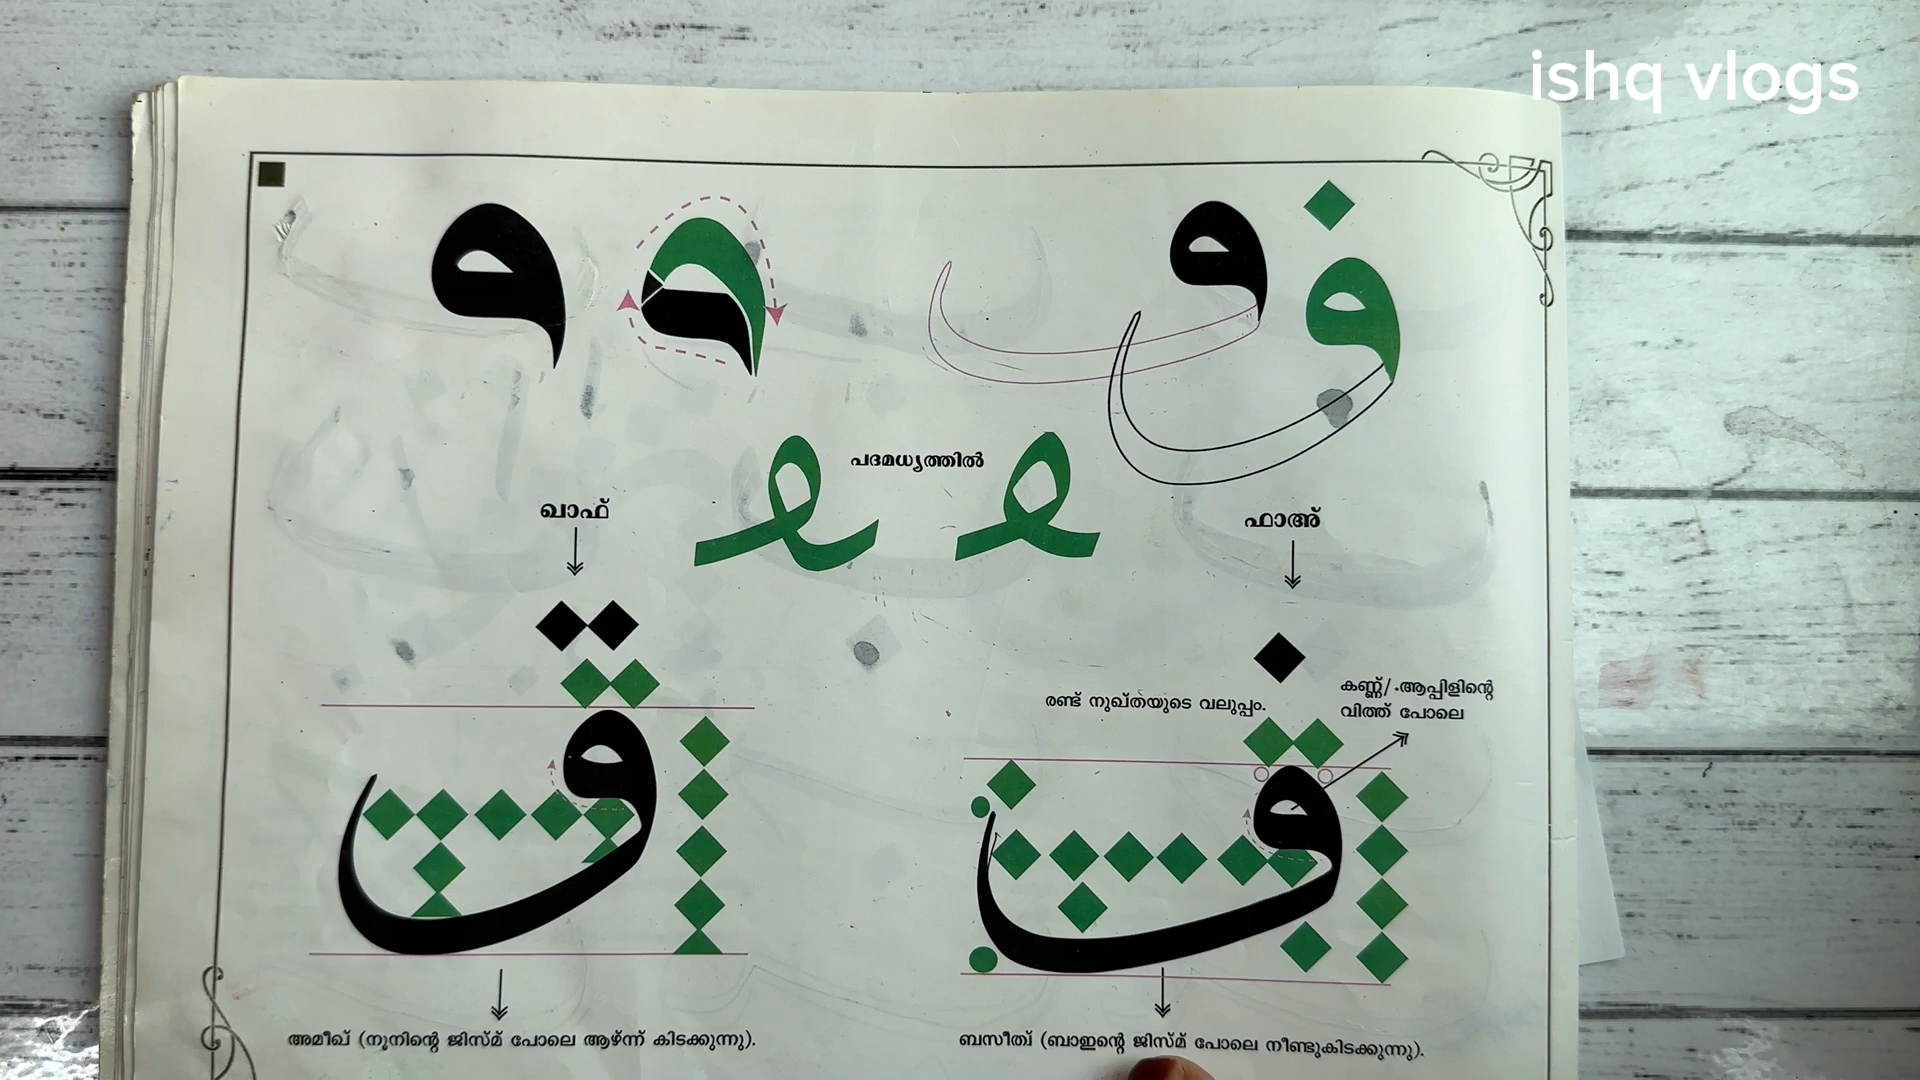 ishq vlogs
പദമധ്യത്തിൽ
ഖാഫ്
ഫാഅ്
രണ്ട് നുഖ്തയുടെ വലുപ്പം.
കണ്ണ്/ ആപ്പിളിന്റെ
വിത്ത് പോലെ
ق
ف
അമീഖ് (നൂനിന്റെ ജിസ്മ് പോലെ ആഴ്ന്ന് കിടക്കുന്നു).
ബസീത്വ് (ബാഇന്റെ ജിസ്മ് പോലെ നീണ്ടുകിടക്കുന്നു).